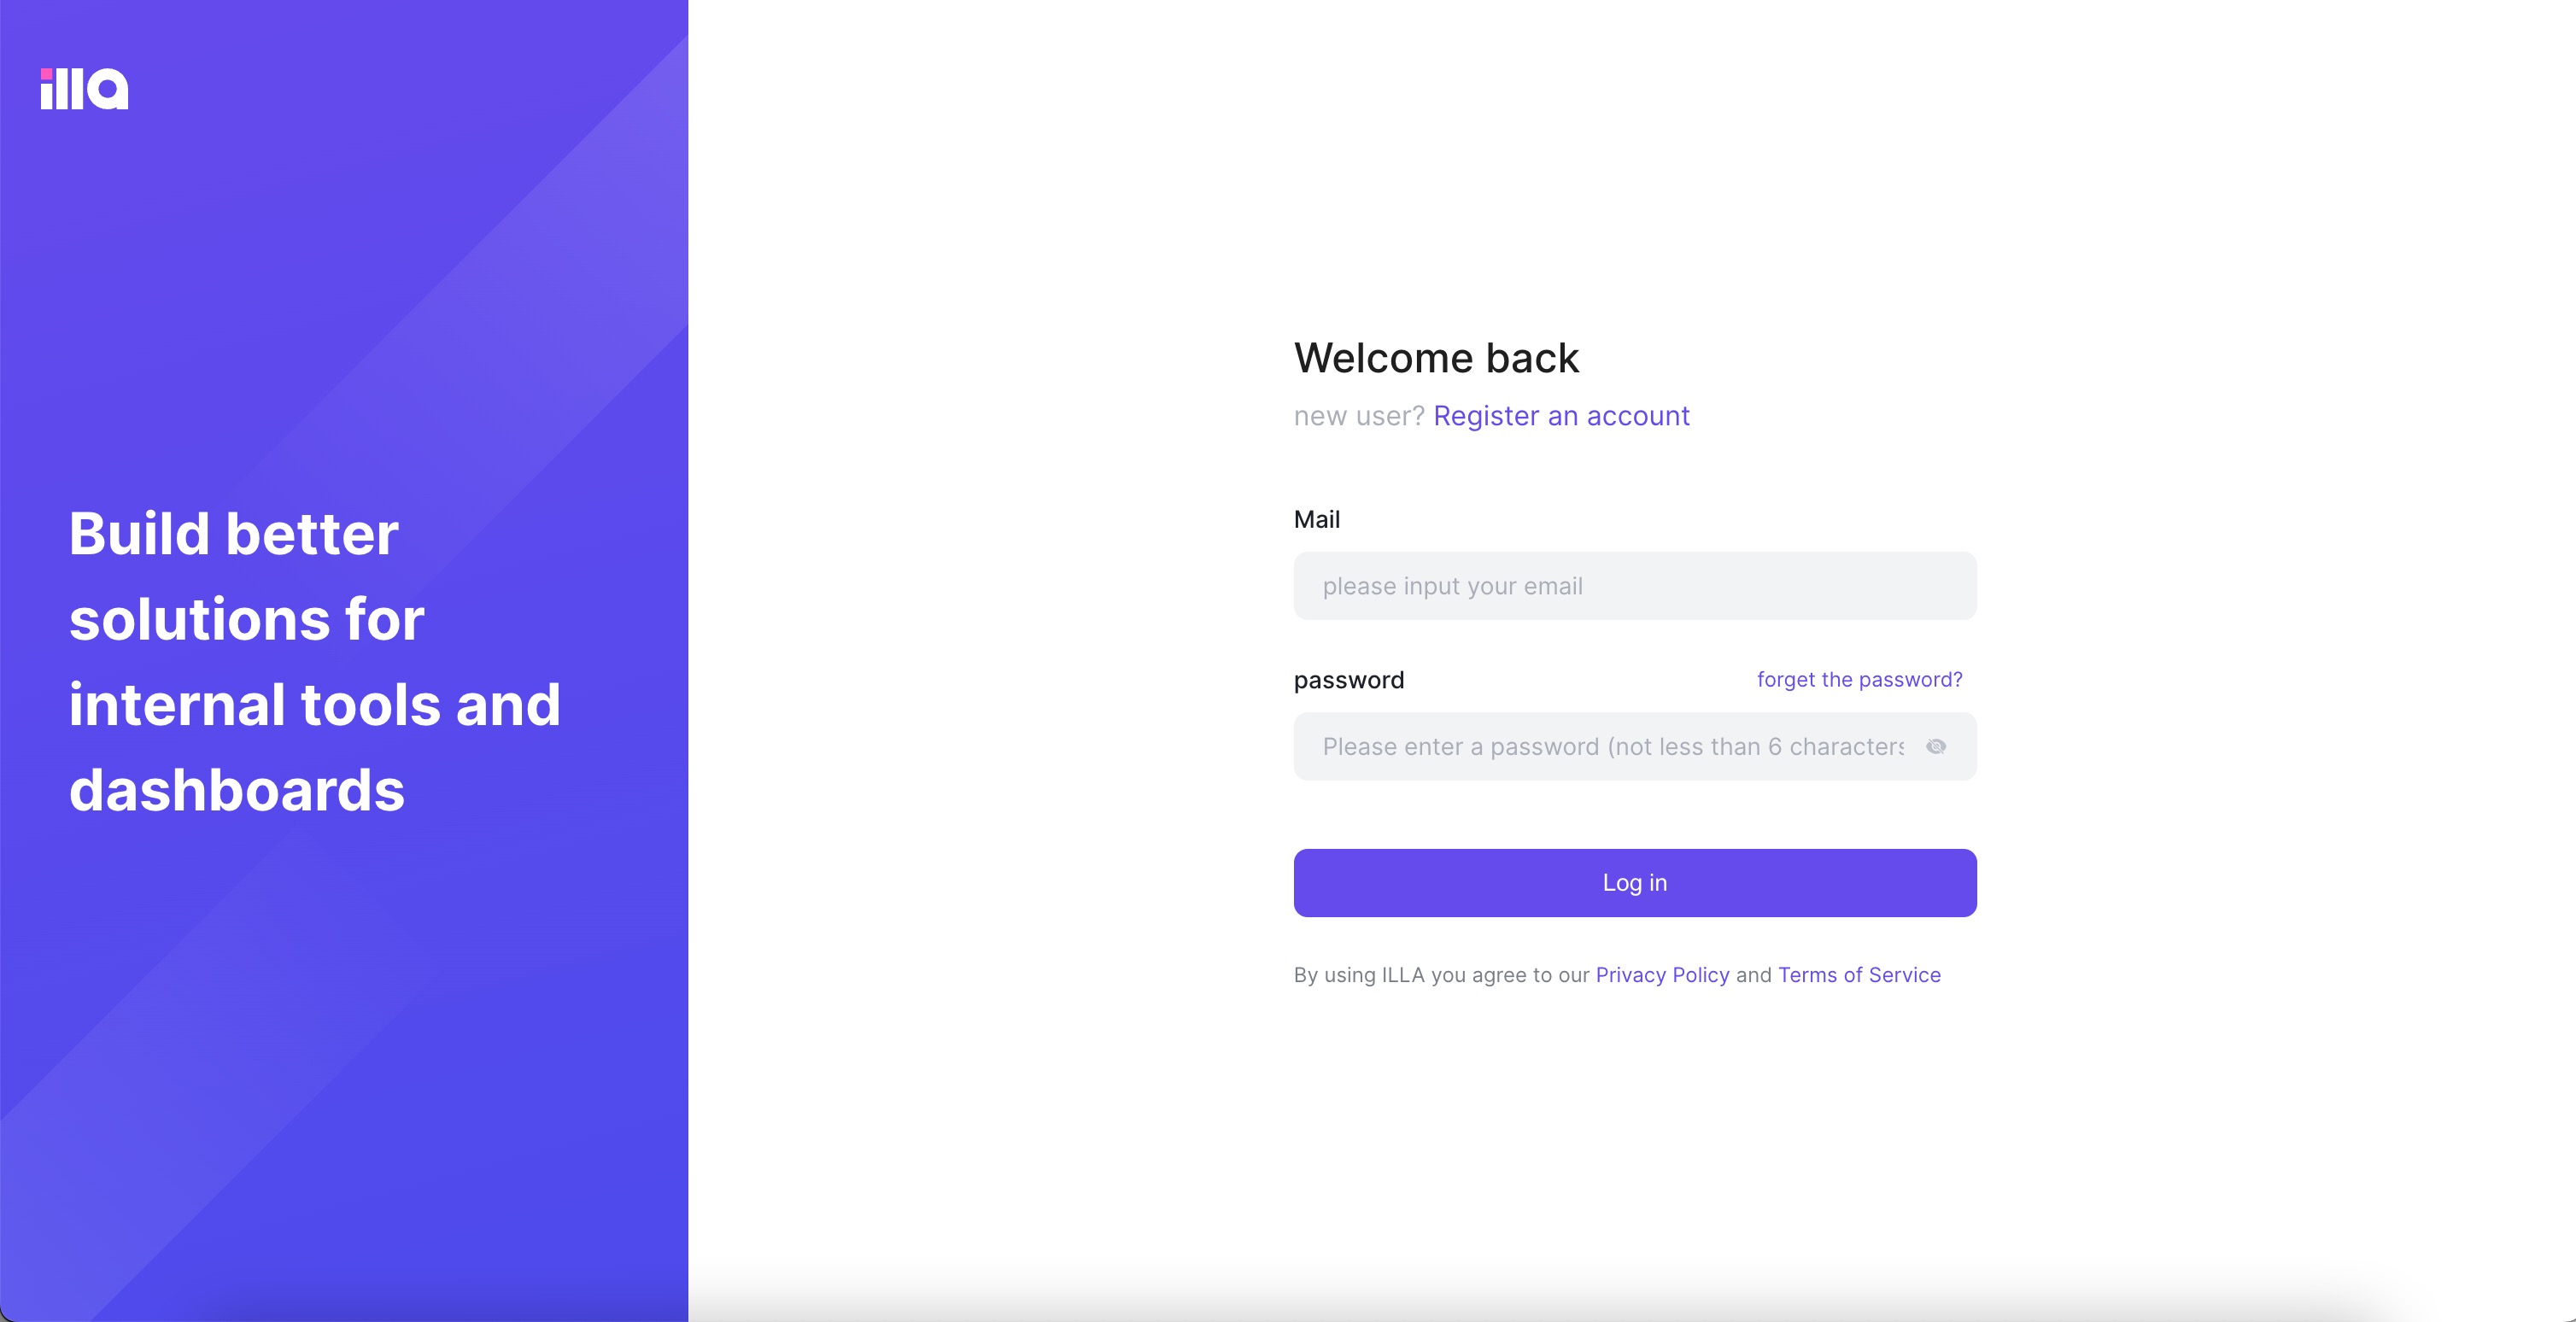 illa
Build better
solutions for
internal tools and
dashboards
Welcome back
new user? Register an account
Mail
please input your email
password
forget the password?
Please enter a password (not less than 6 characters
Log in
By using ILLA you agree to our Privacy Policy and Terms of Service